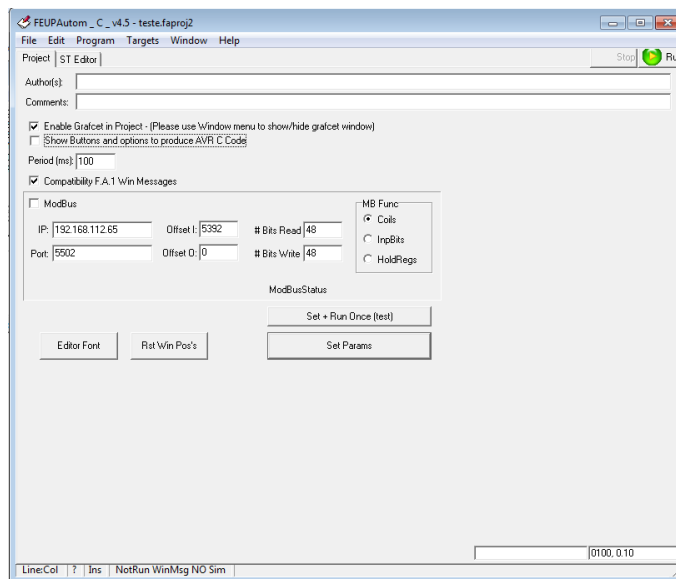 FEUPAutom _ C _ v4.5 - teste.faproj2
File Edit Program Targets Window Help
Project ST Editor Stop Ru
Author(s):
Comments:
Enable Grafcet in Project - (Please use Window menu to show/hide grafcet window)
Show Buttons and options to produce AVR C Code
Period (ms): 100
Compatibility F.A.1 Win Messages
ModBus MB Func
IP: 192.168.112.65 Offset I: 5392 # Bits Read 48 Coils
Port: 5502 Offset O: 0 # Bits Write 48 InpBits
HoldRegs
ModBusStatus
Set + Run Once (test)
Editor Font Rst Win Pos's Set Params
0100, 0.10
Line:Col ? Ins NotRun WinMsg NO Sim